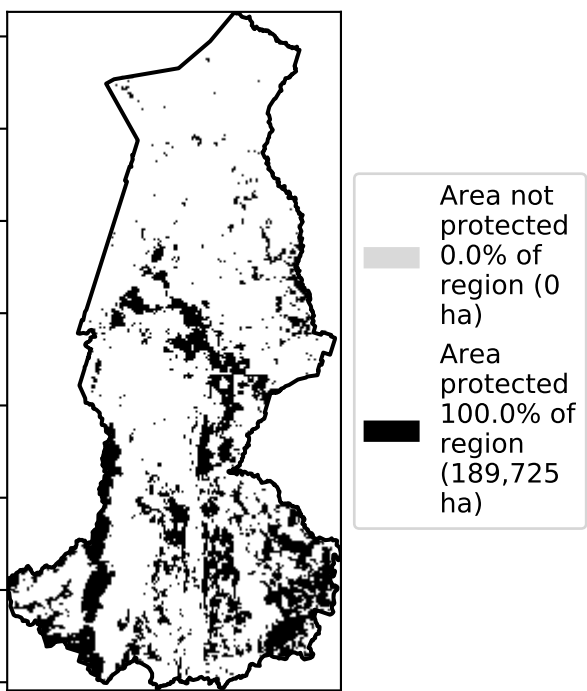 Area not
protected
0.0% of
region (0
ha)
Area
protected
100.0% of
region
(189,725
ha)